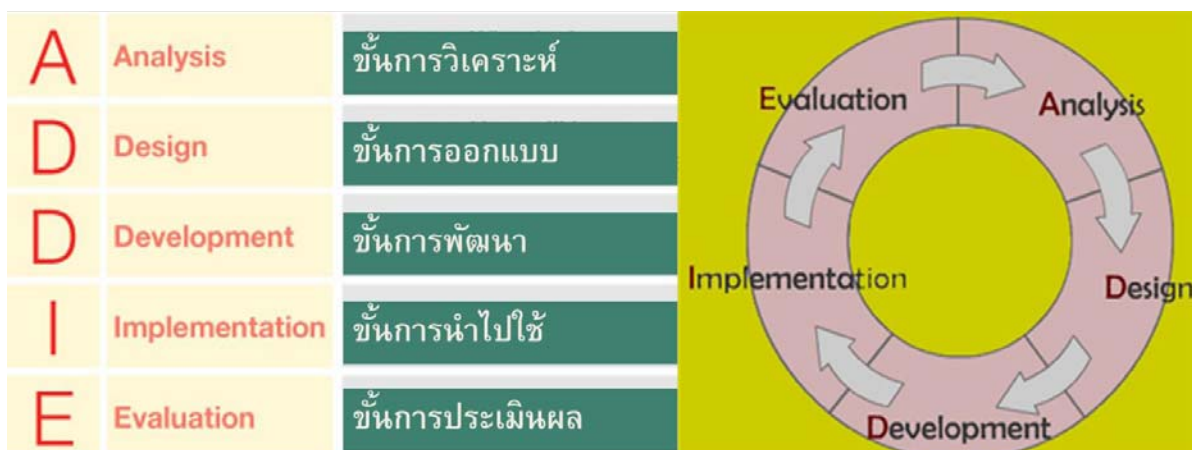 A Analysis ขั้นการวิเคราะห์
D Design ขั้นการออกแบบ
D Development ขั้นการพัฒนา
I Implementation ขั้นการนำไปใช้
E Evaluation ขั้นการประเมินผล
Evaluation
Analysis
Implementation
Design
Development